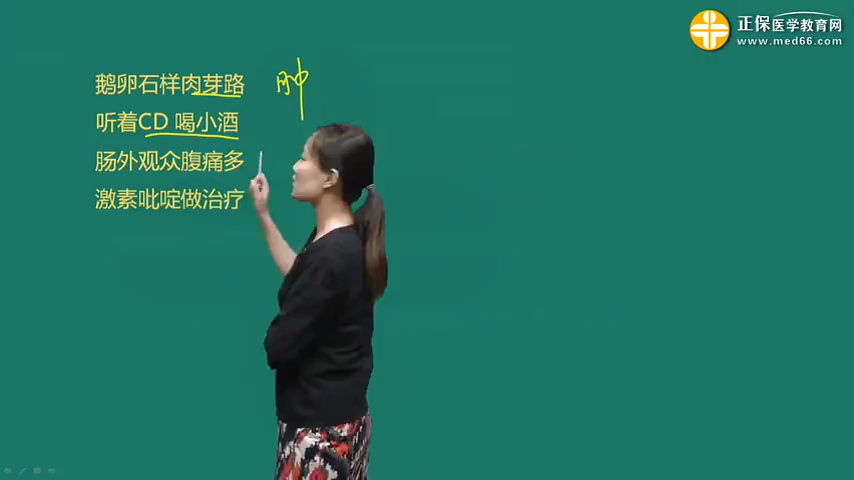 正保医学教育网
www.med66.com
鹅卵石样肉芽路
肿
听着CD 喝小酒
肠外观众腹痛多
激素吡啶做治疗